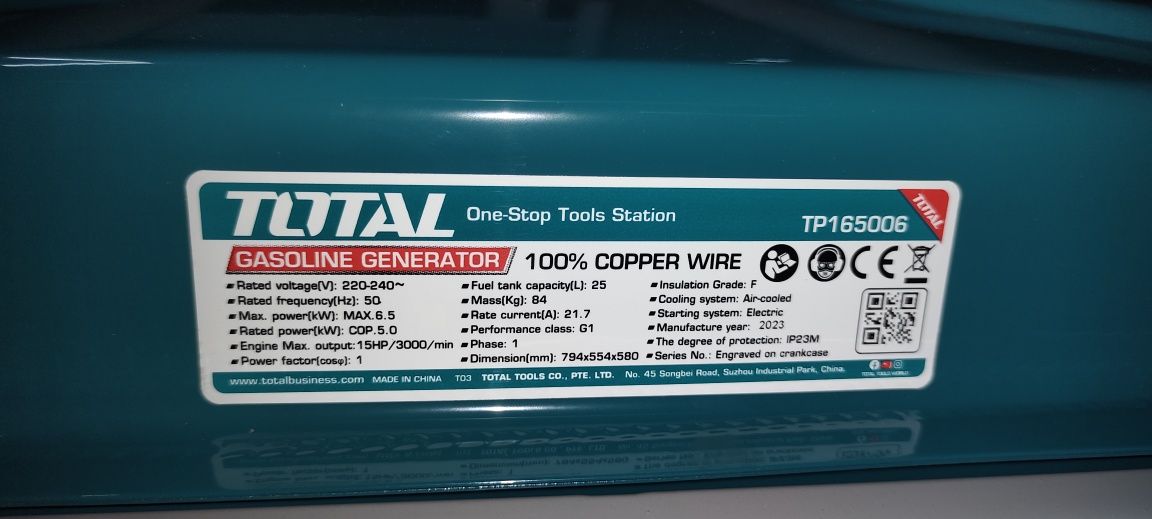 TOTAL One-Stop Tools Station TP165006 TOTAL
GASOLINE GENERATOR 100% COPPER WIRE
Rated voltage(V): 220-240~
Rated frequency(Hz): 50
Max. power(kW): MAX.6.5
Rated power(kW): COP.5.0
Engine Max. output:15HP/3000/min
Power factor(cosφ): 1
Fuel tank capacity(L): 25
Mass(Kg): 84
Rate current(A): 21.7
Performance class: G1
Phase: 1
Dimension(mm): 794x554x580
Insulation Grade: F
Cooling system: Air-cooled
Starting system: Electric
Manufacture year: 2023
The degree of protection: IP23M
Series No.: Engraved on crankcase
CE
TOTAL TOOLS WORLD
www.totalbusiness.com MADE IN CHINA T03 TOTAL TOOLS CO., PTE. LTD. No. 45 Songbei Road, Suzhou Industrial Park, China.